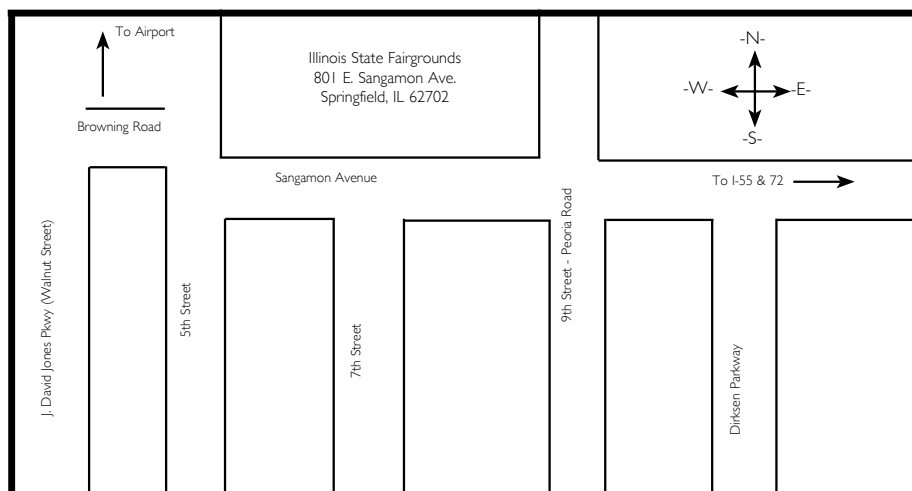 To Airport
Illinois State Fairgrounds
801 E. Sangamon Ave.
Springfield, IL 62702
-N-
-W-
-E-
-S-
Browning Road
Sangamon Avenue
To I-55 & 72
J. David Jones Pkwy (Walnut Street)
5th Street
7th Street
9th Street - Peoria Road
Dirksen Parkway